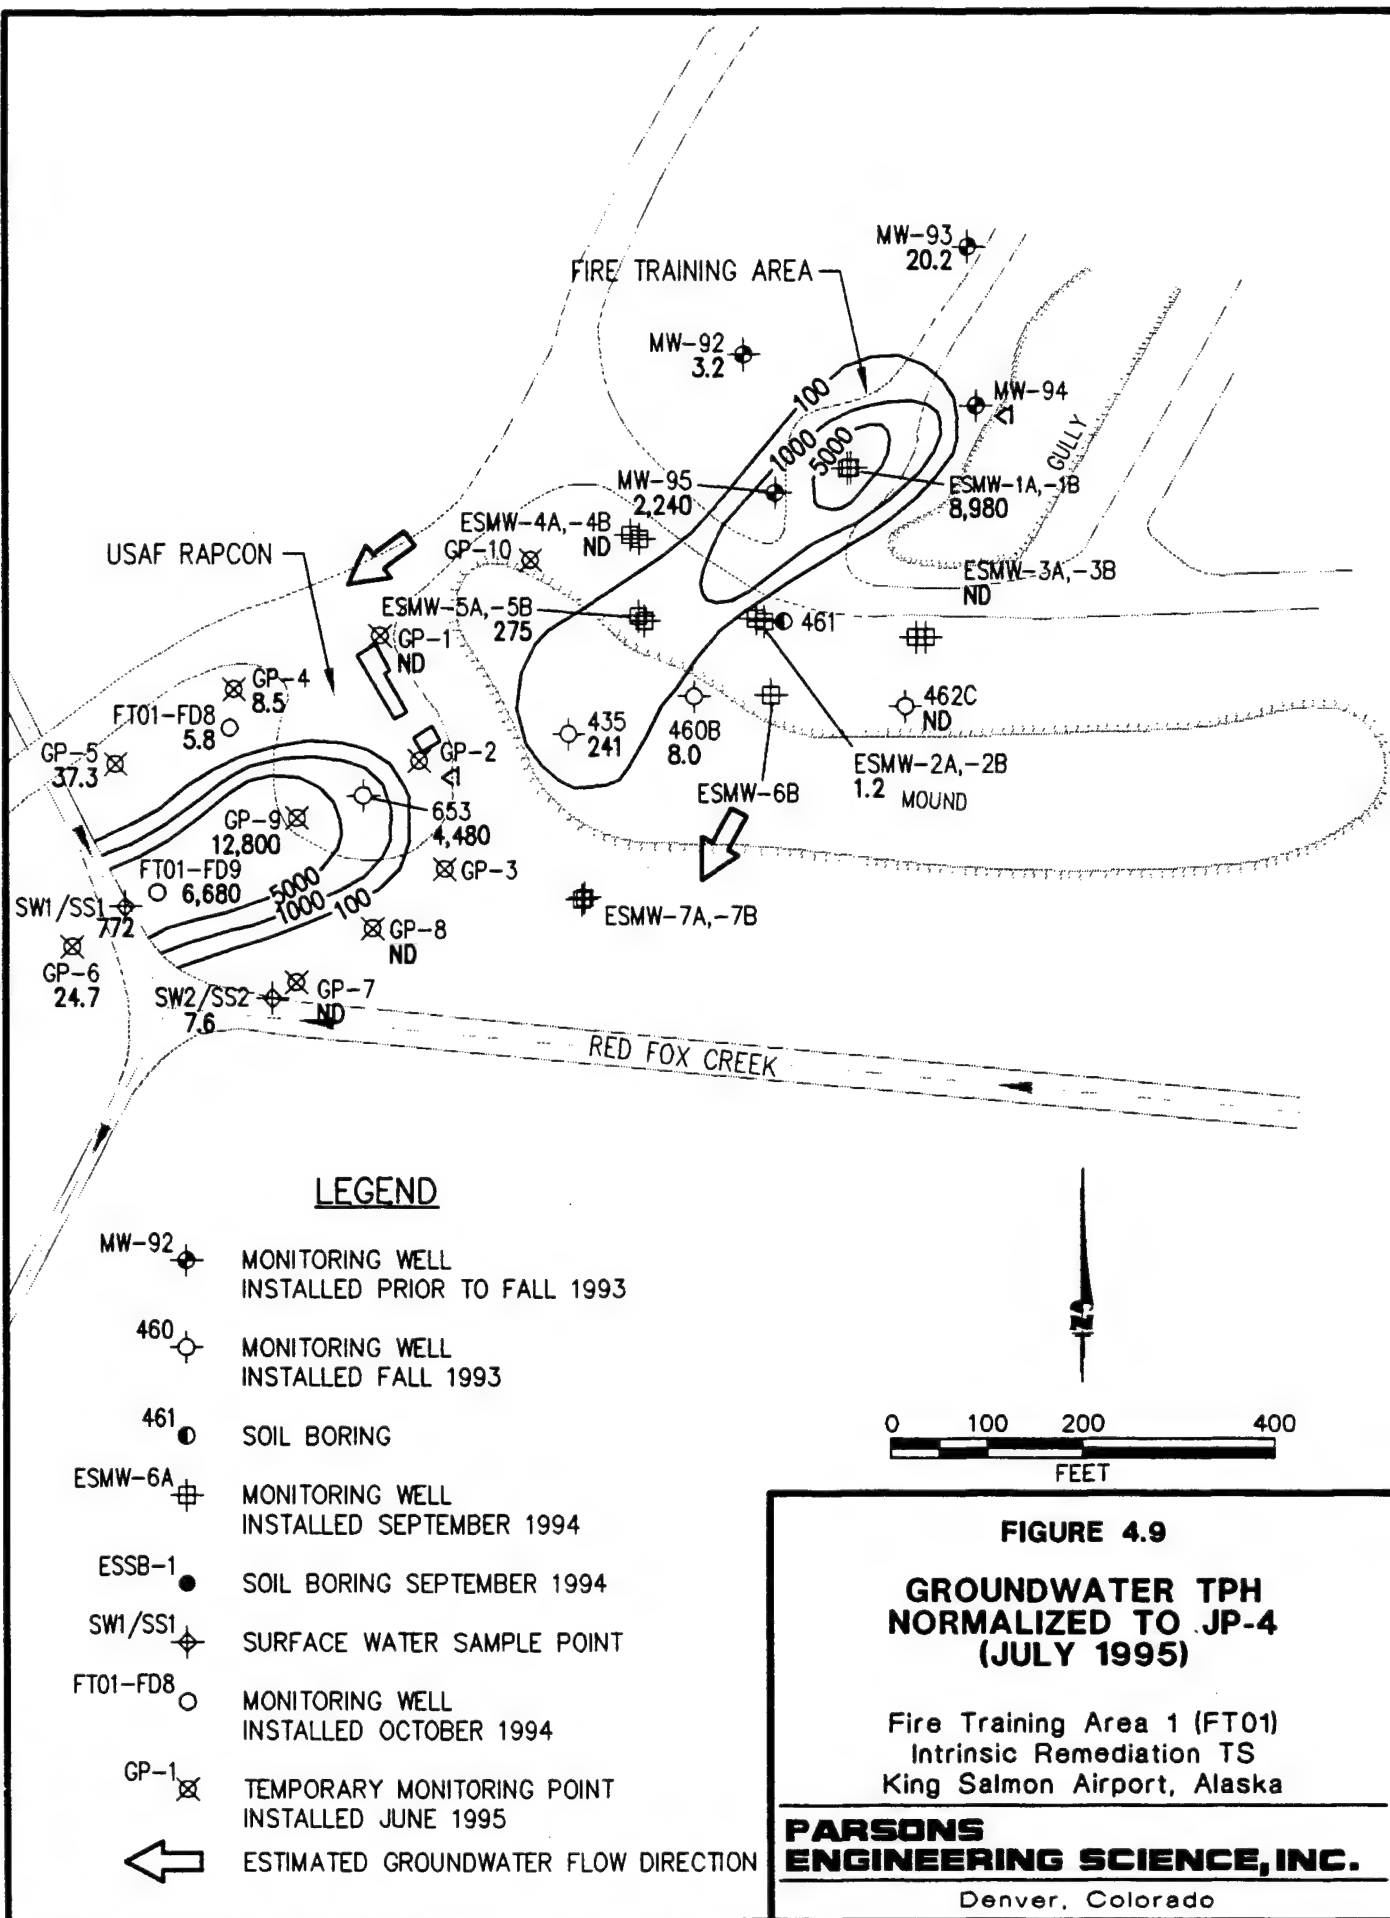 MW-93
20.2
FIRE TRAINING AREA
MW-92
3.2
100
MW-94
<1
1000
5000
GULLY
MW-95
2,240
ESMW-1A,-1B
8,980
ESMW-4A,-4B
ND
GP-10
USAF RAPCON
ESMW-3A,-3B
ND
ESMW-5A,-5B
275
461
GP-1
ND
GP-4
8.5
462C
ND
FT01-FD8
5.8
435
241
460B
8.0
GP-5
37.3
GP-2
<1
ESMW-2A,-2B
1.2
MOUND
ESMW-6B
653
4,480
GP-9
12,800
GP-3
FT01-FD9
6,680
5000
1000
100
SW1/SS1
772
ESMW-7A,-7B
GP-8
ND
GP-6
24.7
SW2/SS2
7.6
GP-7
ND
RED FOX CREEK
LEGEND
MW-92
MONITORING WELL
INSTALLED PRIOR TO FALL 1993
460
MONITORING WELL
INSTALLED FALL 1993
461
SOIL BORING
ESMW-6A
MONITORING WELL
INSTALLED SEPTEMBER 1994
ESSB-1
SOIL BORING SEPTEMBER 1994
SW1/SS1
SURFACE WATER SAMPLE POINT
FT01-FD8
MONITORING WELL
INSTALLED OCTOBER 1994
GP-1
TEMPORARY MONITORING POINT
INSTALLED JUNE 1995
ESTIMATED GROUNDWATER FLOW DIRECTION
N
0 100 200 400
FEET
FIGURE 4.9
GROUNDWATER TPH
NORMALIZED TO JP-4
(JULY 1995)
Fire Training Area 1 (FT01)
Intrinsic Remediation TS
King Salmon Airport, Alaska
PARSONS
ENGINEERING SCIENCE, INC.
Denver, Colorado